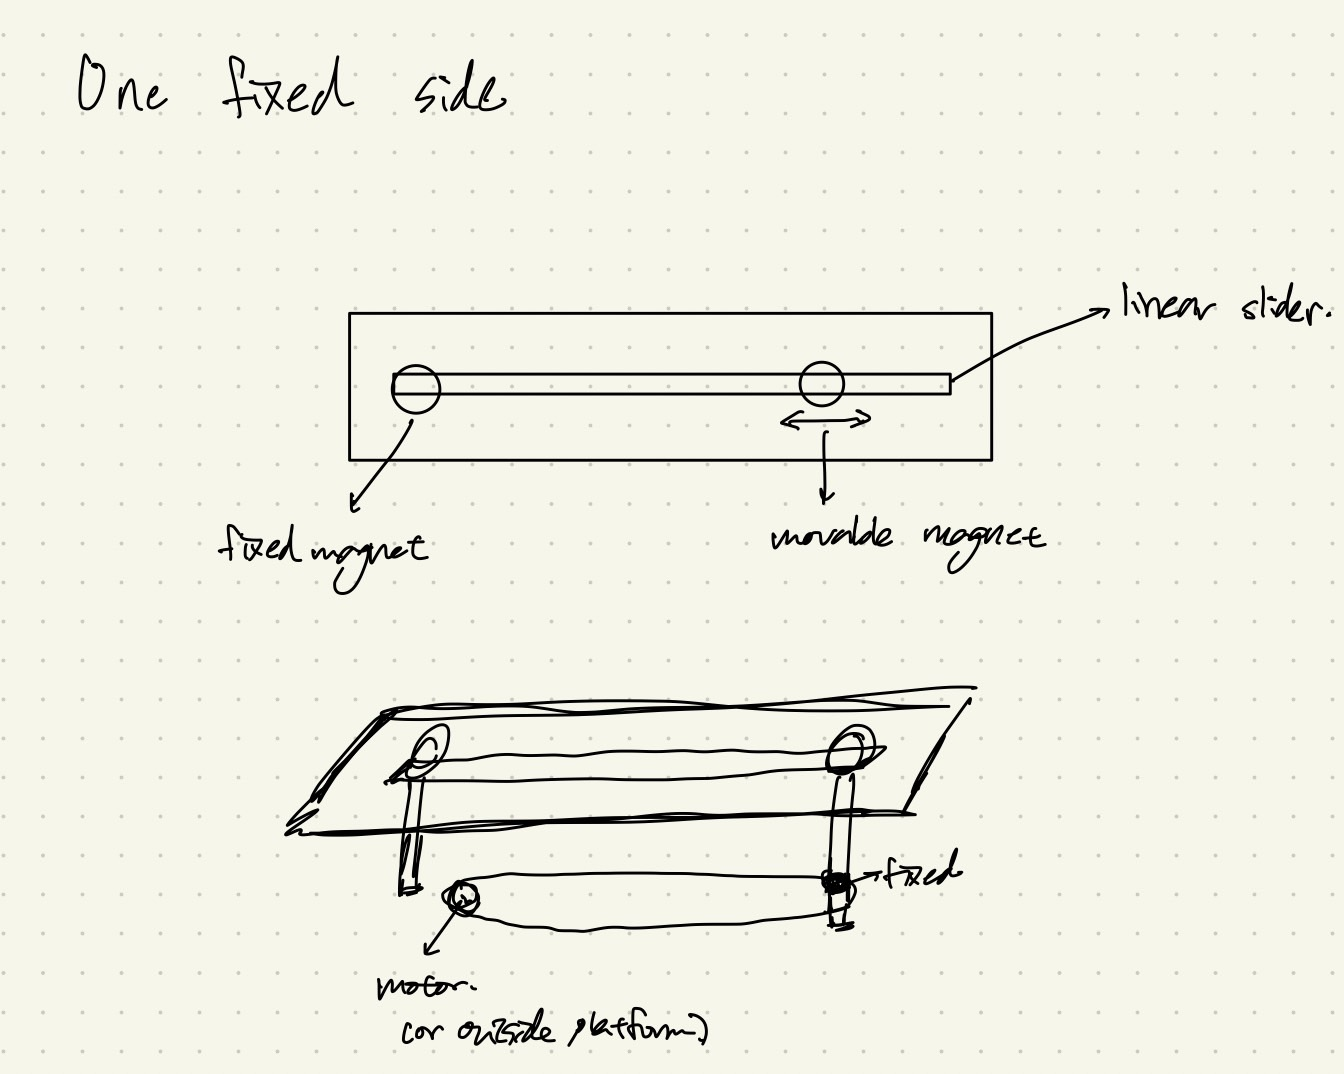 One fixed side
linear slider.
fixed magnet
movable magnet
fixed
motor.
(or outside platform)